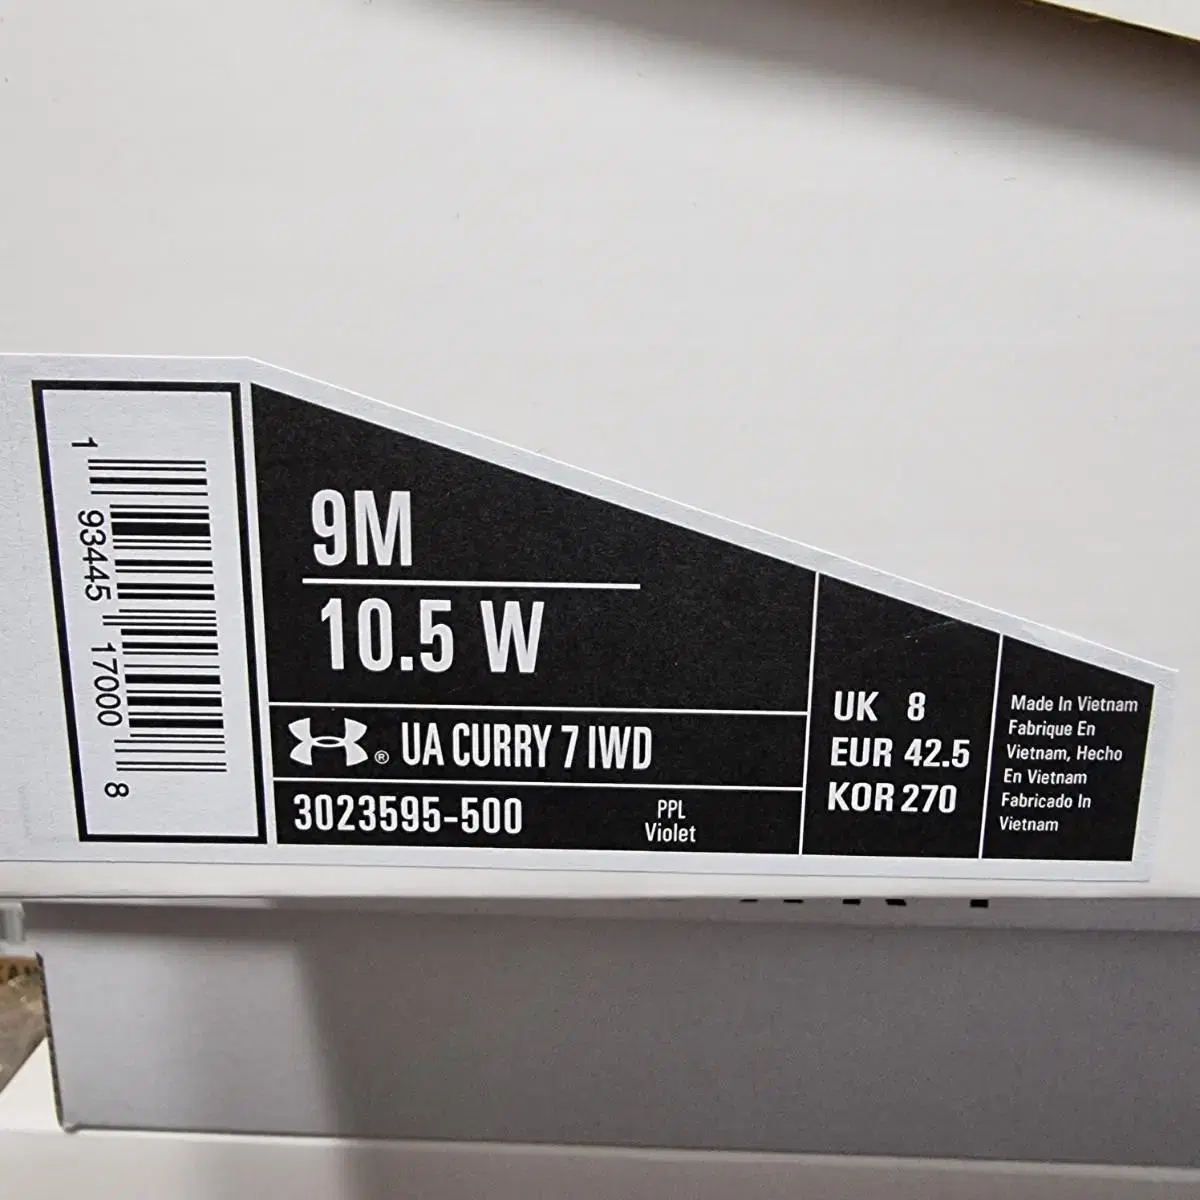 1 93445 17000 8
9M
10.5 W
® UA CURRY 7 IWD
3023595-500
PPL
Violet
UK 8
EUR 42.5
KOR 270
Made In Vietnam
Fabrique En
Vietnam, Hecho
En Vietnam
Fabricado In
Vietnam